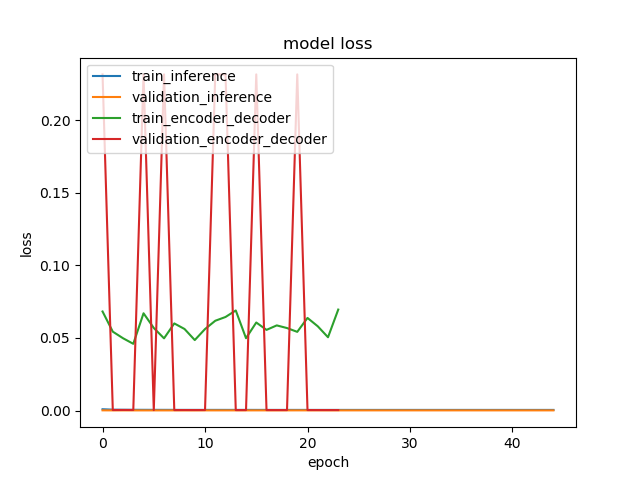 model loss
train_inference
validation_inference
train_encoder_decoder
validation_encoder_decoder
0.20
0.15
0.10
0.05
0.00
loss
0 10 20 30 40
epoch